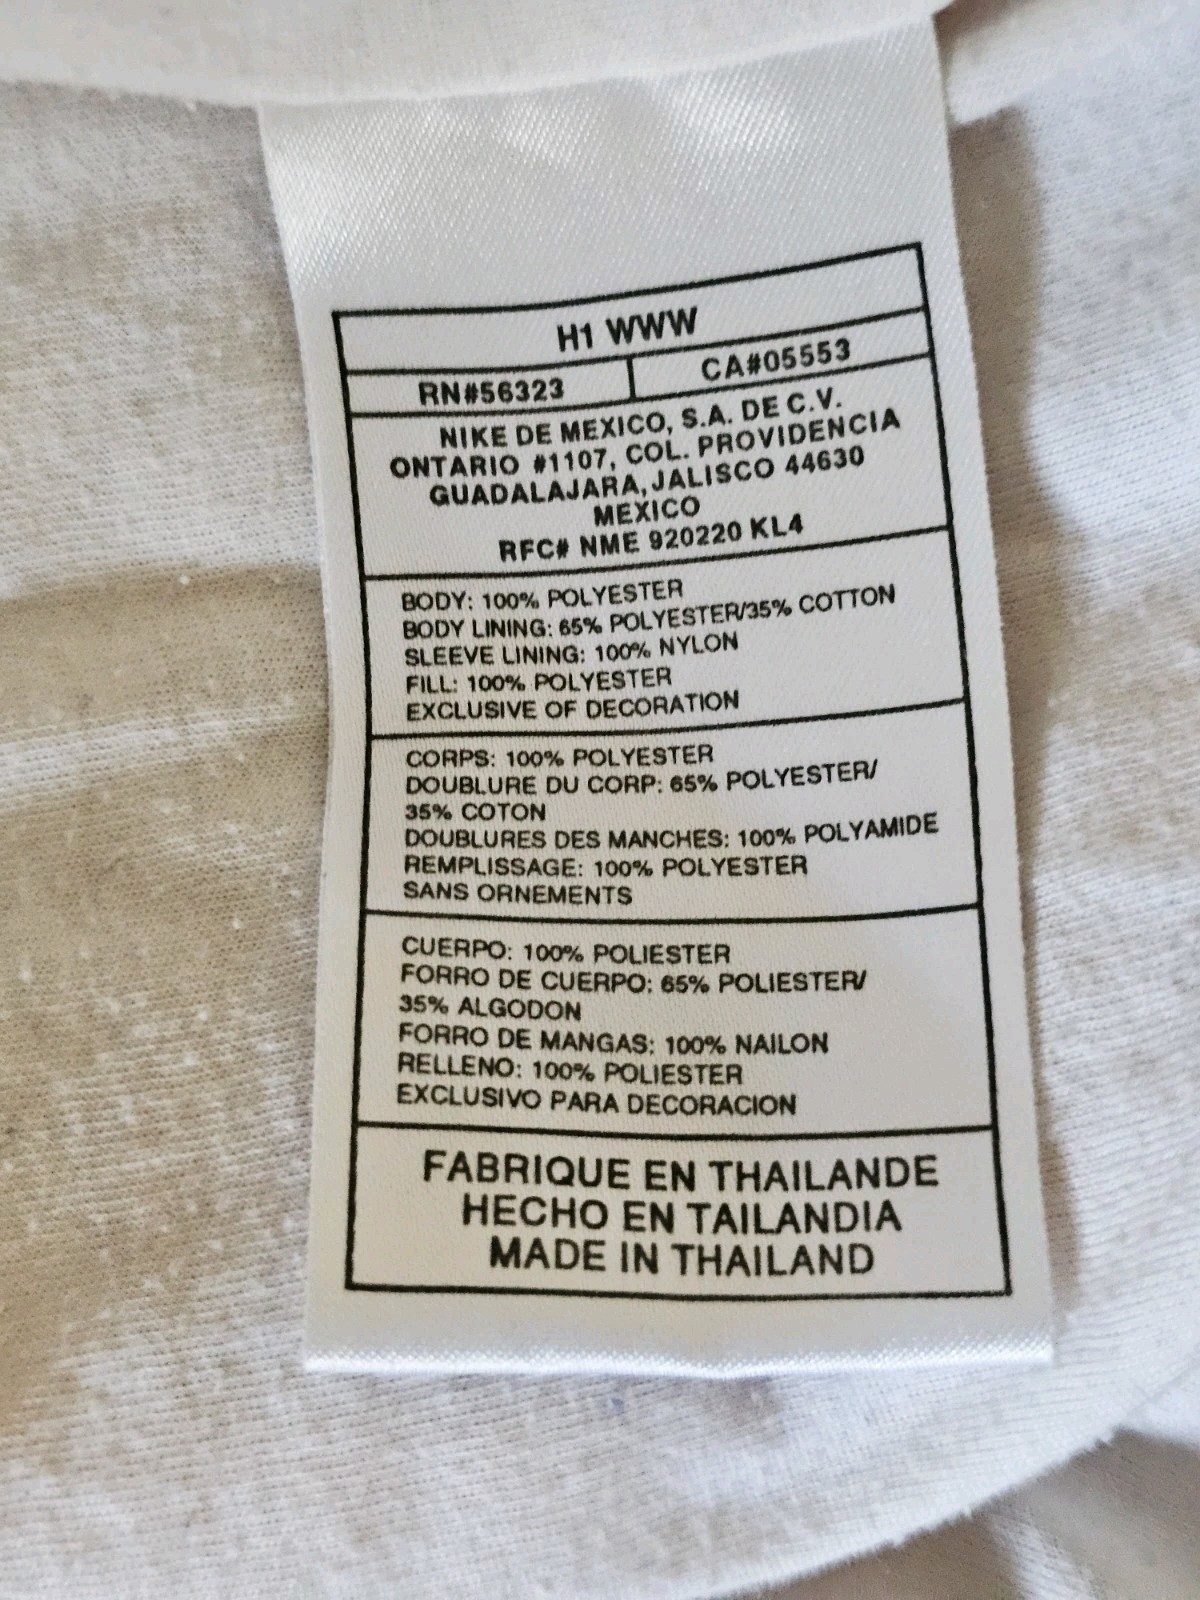 H1 WWW
RN#56323 CA#05553
NIKE DE MEXICO, S.A. DE C.V.
ONTARIO #1107, COL. PROVIDENCIA
GUADALAJARA, JALISCO 44630
MEXICO
RFC# NME 920220 KL4
BODY: 100% POLYESTER
BODY LINING: 65% POLYESTER/35% COTTON
SLEEVE LINING: 100% NYLON
FILL: 100% POLYESTER
EXCLUSIVE OF DECORATION
CORPS: 100% POLYESTER
DOUBLURE DU CORP: 65% POLYESTER/
35% COTON
DOUBLURES DES MANCHES: 100% POLYAMIDE
REMPLISSAGE: 100% POLYESTER
SANS ORNEMENTS
CUERPO: 100% POLIESTER
FORRO DE CUERPO: 65% POLIESTER/
35% ALGODON
FORRO DE MANGAS: 100% NAILON
RELLENO: 100% POLIESTER
EXCLUSIVO PARA DECORACION
FABRIQUE EN THAILANDE
HECHO EN TAILANDIA
MADE IN THAILAND